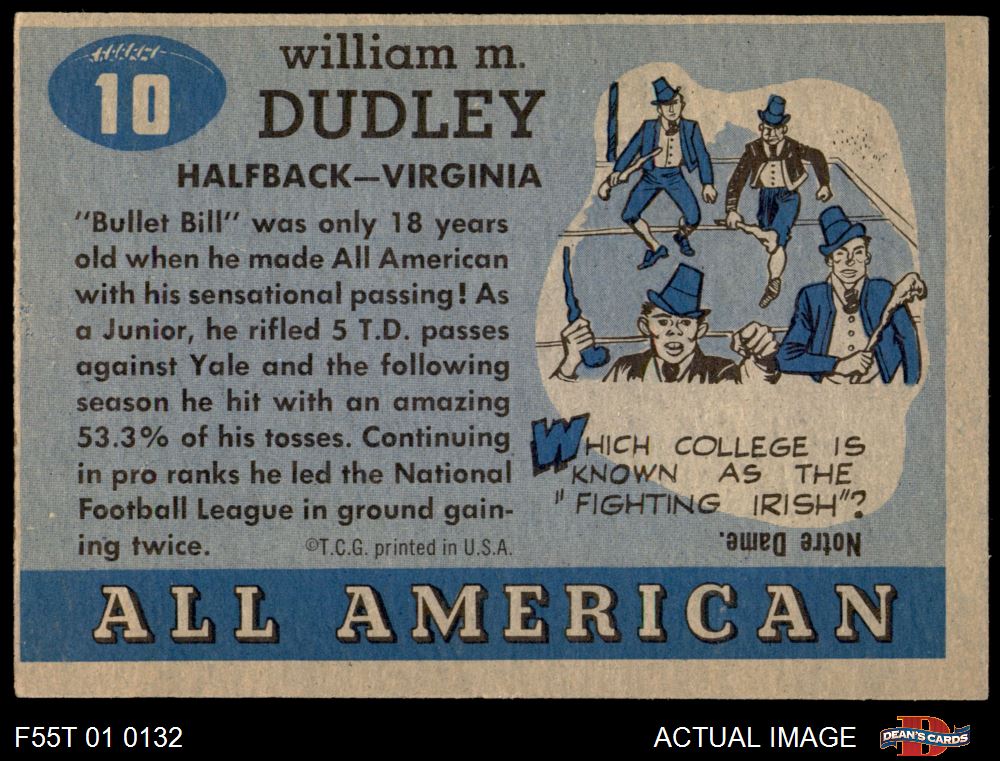 10
william m.
DUDLEY
HALFBACK—VIRGINIA
"Bullet Bill" was only 18 years
old when he made All American
with his sensational passing! As
a Junior, he rifled 5 T.D. passes
against Yale and the following
season he hit with an amazing
53.3% of his tosses. Continuing
in pro ranks he led the National
Football League in ground gain-
ing twice.
©T.C.G. printed in U.S.A.
WHICH COLLEGE IS
KNOWN AS THE
"FIGHTING IRISH"?
Notre Dame.
ALL AMERICAN
F55T 01 0132
ACTUAL IMAGE
D
DEAN'S CARDS